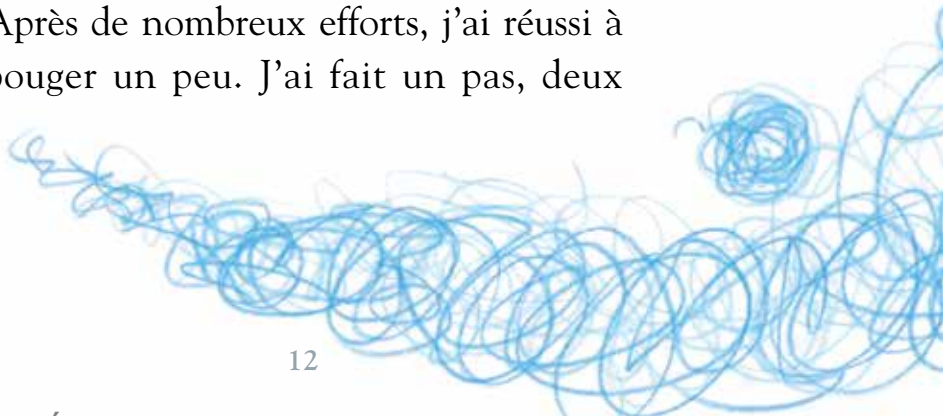 Après de nombreux efforts, j’ai réussi à
bouger un peu. J’ai fait un pas, deux
12